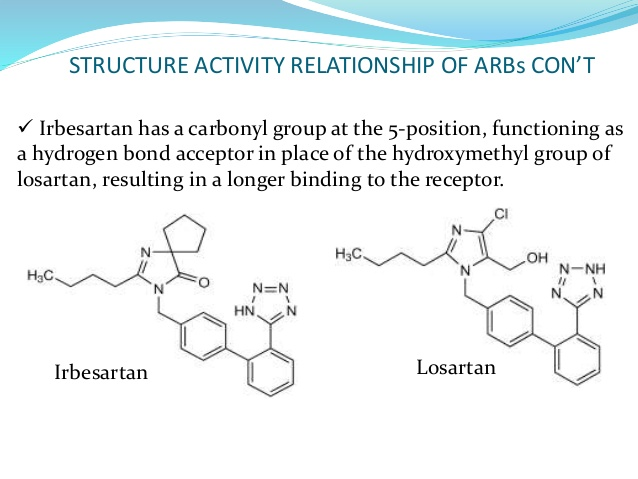 STRUCTURE ACTIVITY RELATIONSHIP OF ARBs CON’T
✓ Irbesartan has a carbonyl group at the 5-position, functioning as
a hydrogen bond acceptor in place of the hydroxymethyl group of
losartan, resulting in a longer binding to the receptor.
N
H₃C
O
N
N=N
HN
N
Irbesartan
Cl
N
H₃C
OH
N
N-NH
N
N
Losartan